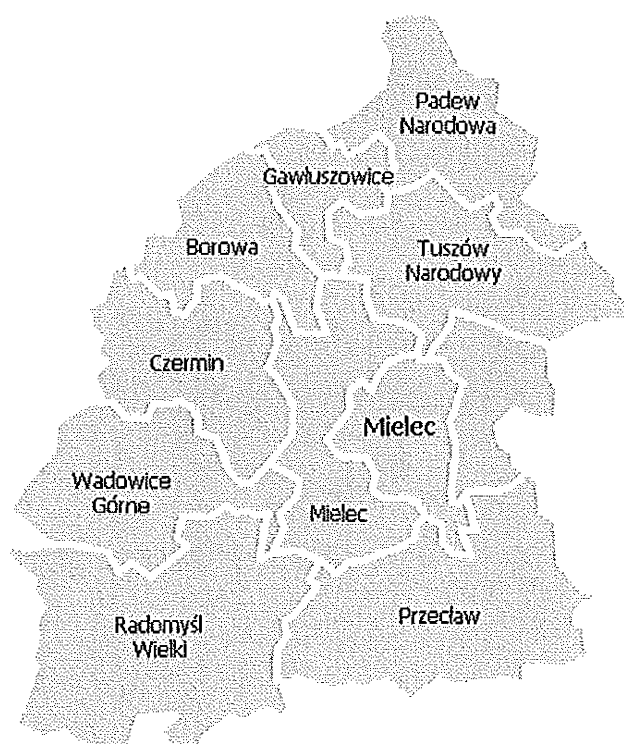 Padew
Narodowa
Gawłuszowice
Borowa
Tuszów
Narodowy
Czermin
Mielec
Wadowice
Górne
Mielec
Radomyśl
Wielki
Przecław